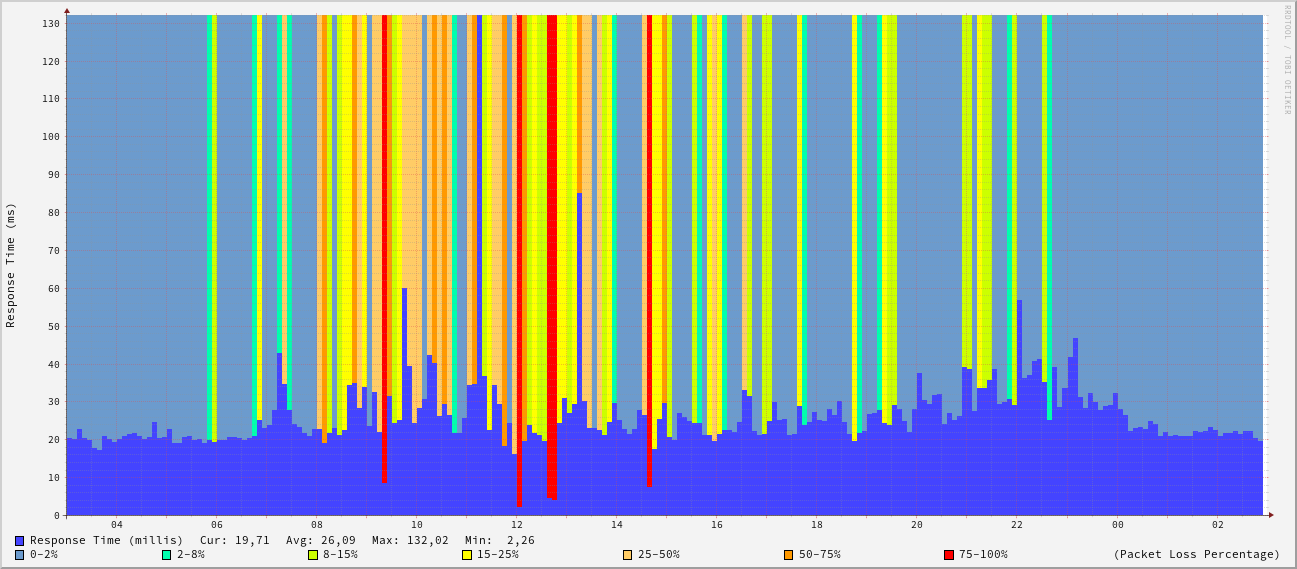 RRDTOOL / TOBI OETIKER
Response Time (ms)
130
120
110
100
90
80
70
60
50
40
30
20
10
0
04 06 08 10 12 14 16 18 20 22 00 02
Response Time (millis) Cur: 19,71 Avg: 26,09 Max: 132,02 Min: 2,26
0-2% 2-8% 8-15% 15-25% 25-50% 50-75% 75-100% (Packet Loss Percentage)